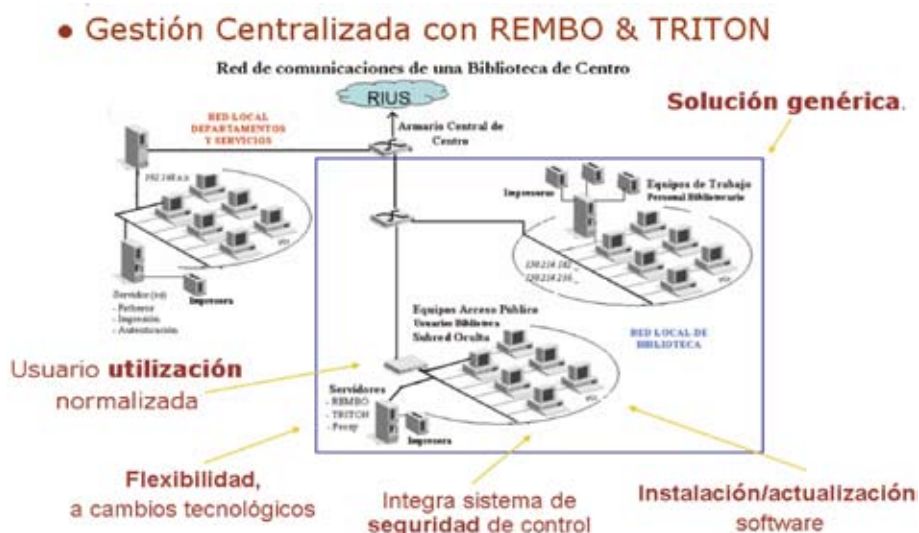 • Gestión Centralizada con REMBO & TRITON
Red de comunicaciones de una Biblioteca de Centro
RIUS
Solución genérica.
RED LOCAL
DEPARTAMENTOS
Y SERVICIOS
Armario Central de
Centro
192.168.x.x
Impresoras
Equipos de Trabajo
Personal Bibliotecario
Servidor(es)
- Ficheros
- Impresión
- Autenticación
Impresora
Equipos Acceso Público
Usuarios Biblioteca
Subred Oculta
RED LOCAL DE
BIBLIOTECA
Usuario utilización
normalizada
Servidores
- REMBO
- TRITON
- Proxy
Impresora
Flexibilidad,
a cambios tecnológicos
Integra sistema de
seguridad de control
Instalación/actualización
software